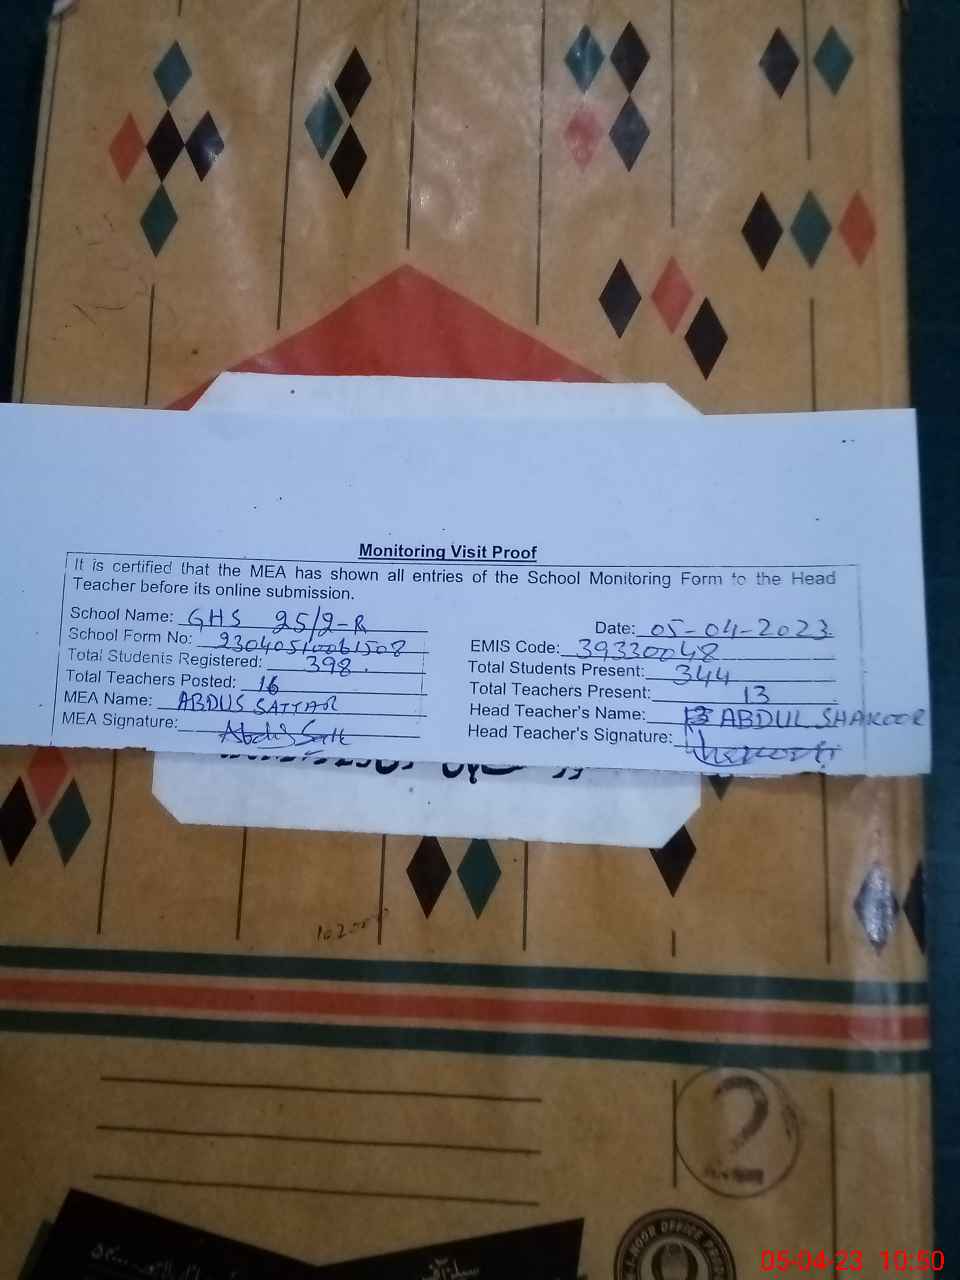 Monitoring Visit Proof
It is certified that the MEA has shown all entries of the School Monitoring Form to the Head
Teacher before its online submission.
School Name: GHS 25/2-R
Date: 05-04-2023
School Form No: 23040510061508
EMIS Code: 39330048
Total Students Registered: 398.
Total Students Present: 344
Total Teachers Posted: 16
Total Teachers Present: 13
MEA Name: ABDUS SATTAR
Head Teacher's Name: ABDUL SHAKOOR
MEA Signature:
Head Teacher's Signature:
2
05-04-23 10:50